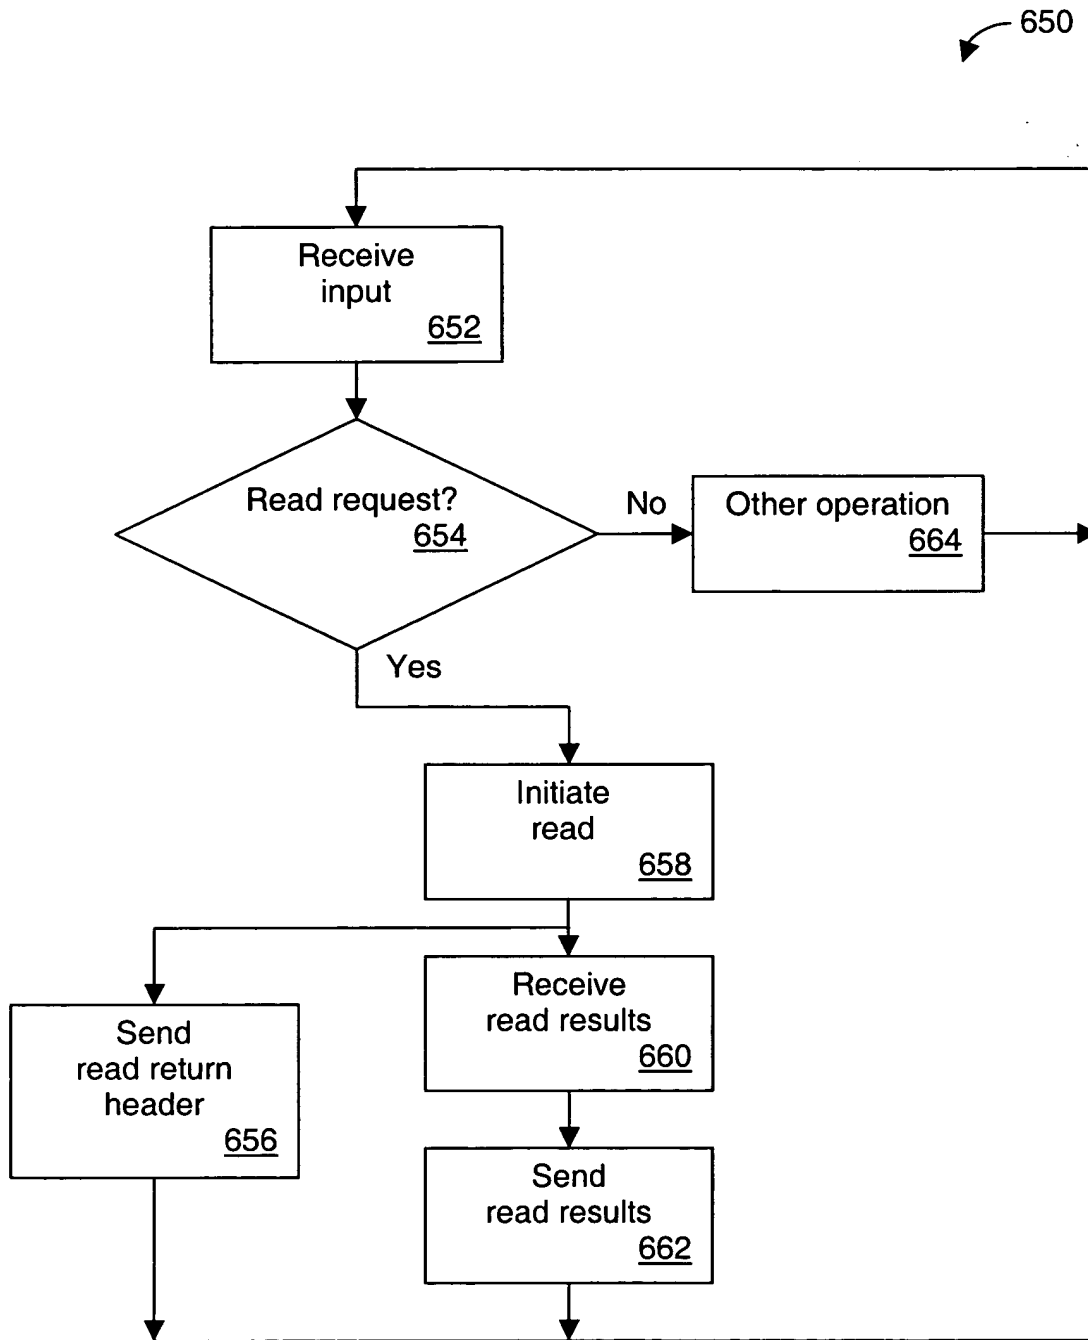 650
Receive
input
652
Read request?
654
No
Other operation
664
Yes
Initiate
read
658
Receive
read results
660
Send
read return
header
656
Send
read results
662